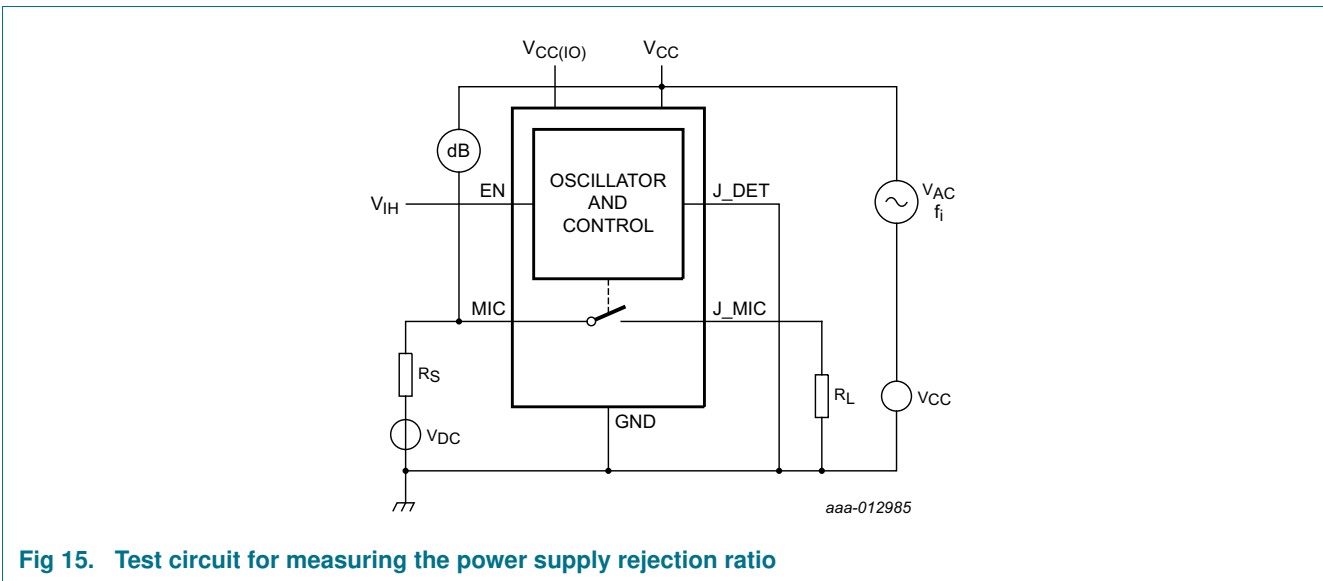 VCC(IO) VCC
dB
OSCILLATOR
AND
CONTROL
EN
J_DET
VIH
VAC
fi
MIC
J_MIC
RS
RL
VCC
GND
VDC
aaa-012985
Fig 15. Test circuit for measuring the power supply rejection ratio